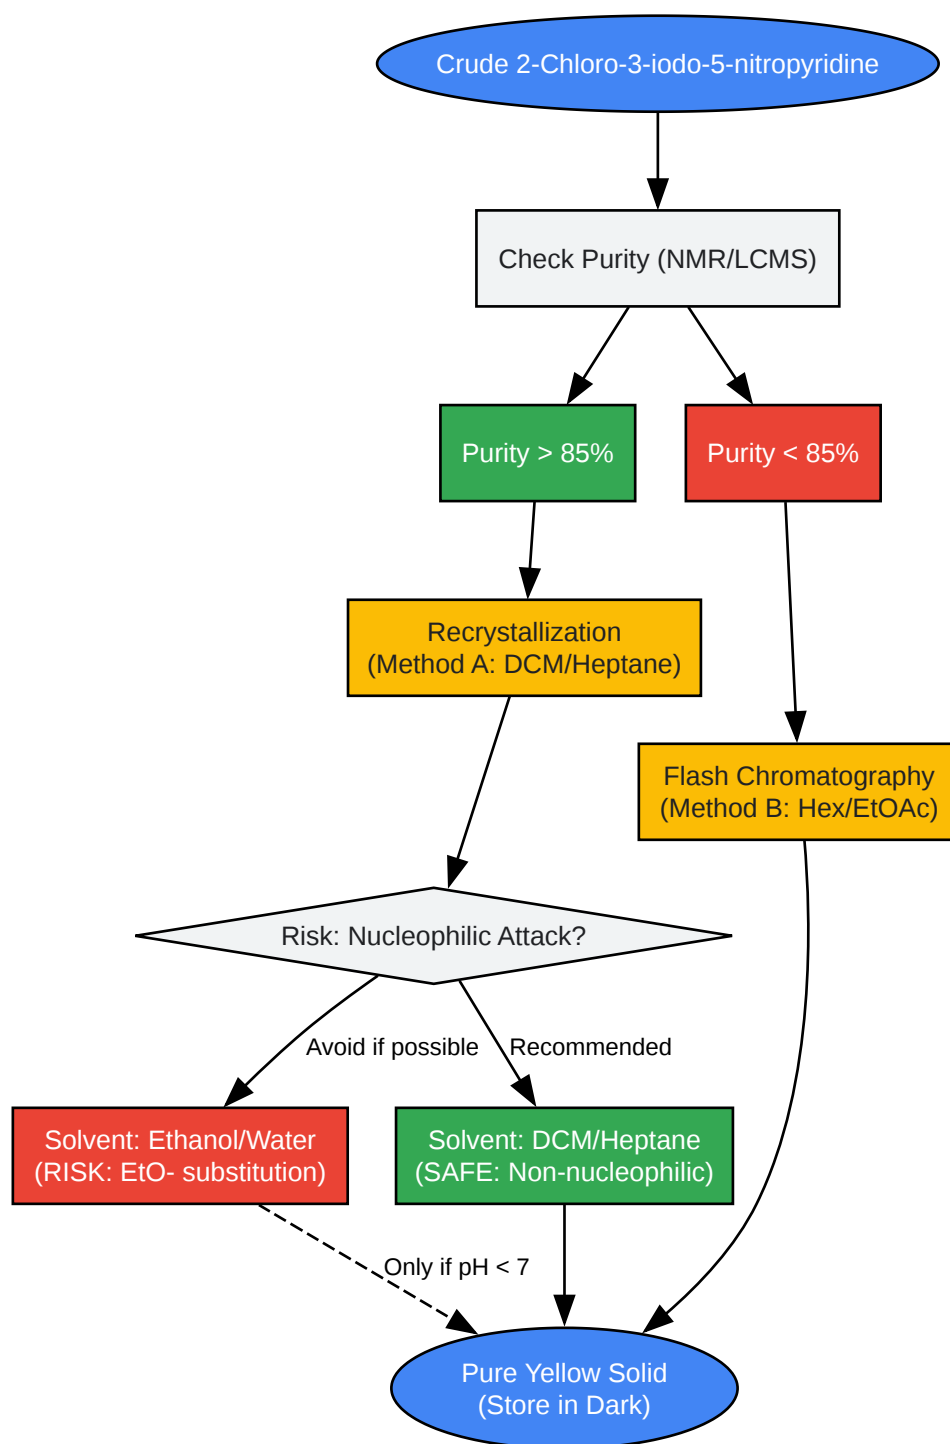 Crude 2-Chloro-3-iodo-5-nitropyridine
Check Purity (NMR/LCMS)
Purity > 85%
Purity < 85%
Recrystallization
(Method A: DCM/Heptane)
Flash Chromatography
(Method B: Hex/EtOAc)
Risk: Nucleophilic Attack?
Avoid if possible
Recommended
Solvent: Ethanol/Water
(RISK: EtO- substitution)
Solvent: DCM/Heptane
(SAFE: Non-nucleophilic)
Only if pH < 7
Pure Yellow Solid
(Store in Dark)